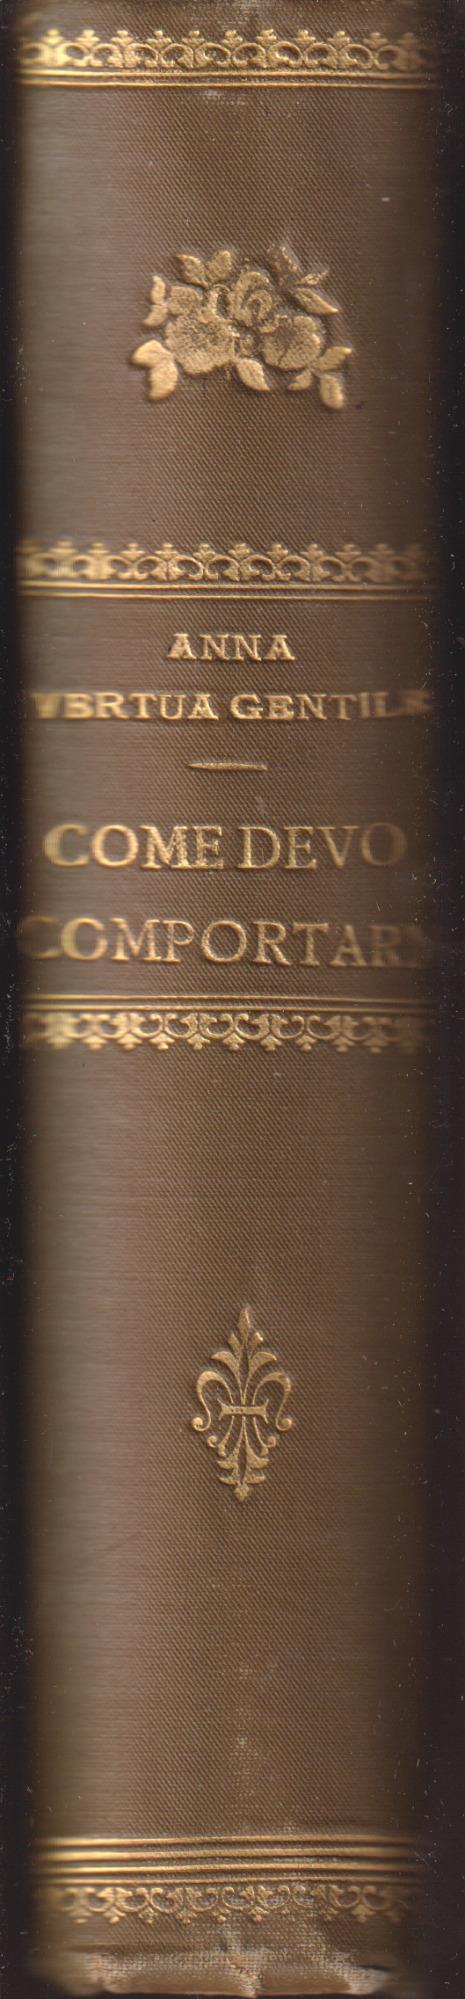 ANNA
VERTUA GENTILE
COME DEVO
COMPORTARM